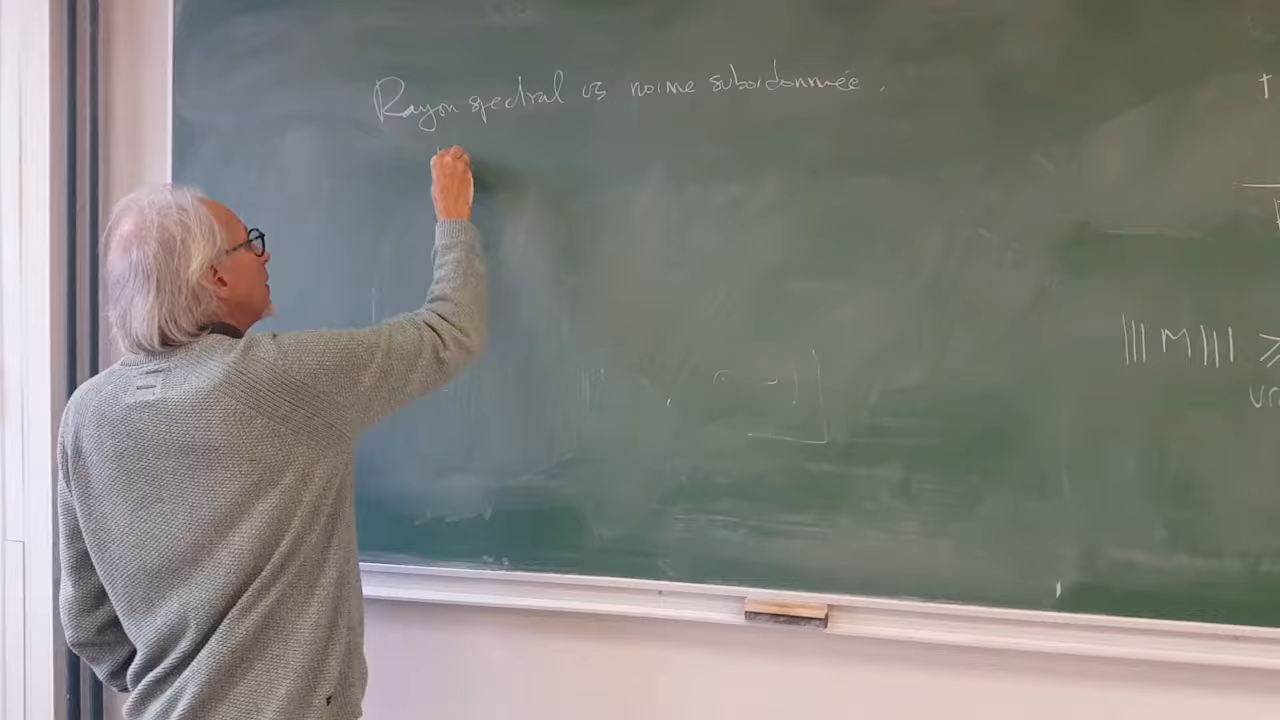 Rayon spectral vs norme subordonnée.
||| M ||| ⩾